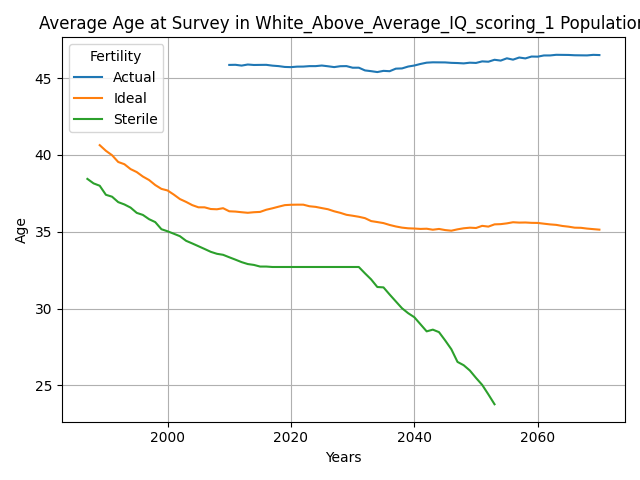 Average Age at Survey in White_Above_Average_IQ_scoring_1 Population
Fertility
Actual
Ideal
Sterile
Age
45
40
35
30
25
2000
2020
2040
2060
Years